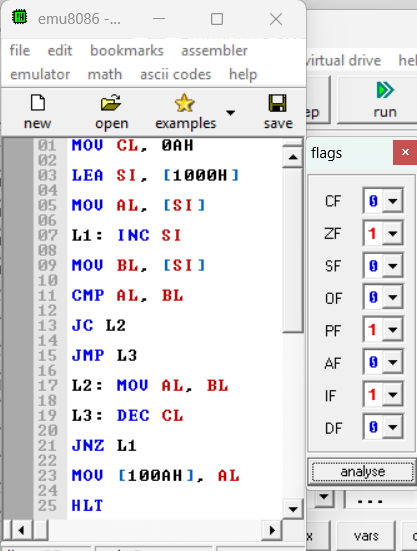 emu8086 -...
file edit bookmarks assembler
emulator math ascii codes help
new open examples save
virtual drive he
ep run
01 MOV CL, 0AH
02
03 LEA SI, [1000H]
04
05 MOV AL, [SI]
06
07 L1: INC SI
08
09 MOV BL, [SI]
10
11 CMP AL, BL
12
13 JC L2
14
15 JMP L3
16
17 L2: MOV AL, BL
18
19 L3: DEC CL
20
21 JNZ L1
22
23 MOV [100AH], AL
24
25 HLT
flags
CF 0
ZF 1
SF 0
OF 0
PF 1
AF 0
IF 1
DF 0
analyse
...
x vars